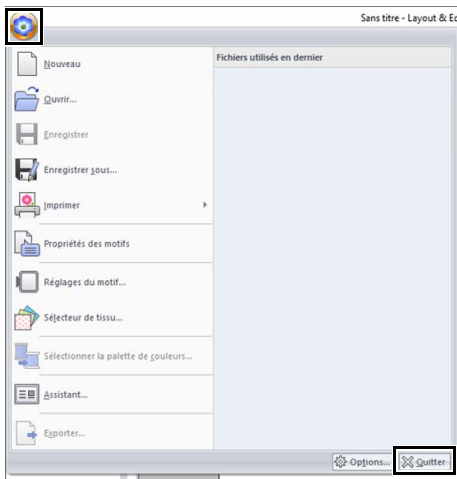 Sans titre - Layout & Ed
Fichiers utilisés en dernier
Nouveau
Ouvrir...
Enregistrer
Enregistrer sous...
Imprimer
Propriétés des motifs
Réglages du motif...
Sélecteur de tissu...
Sélectionner la palette de couleurs...
Assistant...
Exporter...
Options...
Quitter